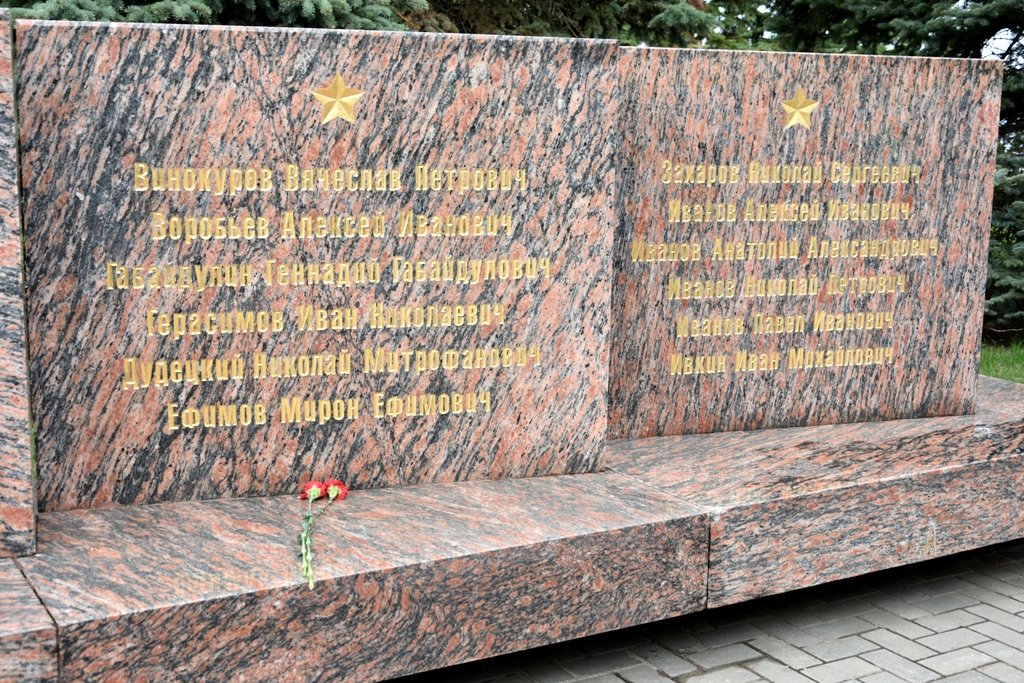 Винокуров Вячеслав Петрович
Воробьев Алексей Иванович
Габайдулин Геннадий Габайдулович
Герасимов Иван Николаевич
Дудецкий Николай Митрофанович
Ефимов Мирон Ефимович
Захаров Николай Сергеевич
Иванов Алексей Иванович
Иванов Анатолий Александрович
Иванов Николай Петрович
Иванов Павел Иванович
Ивкин Иван Михайлович